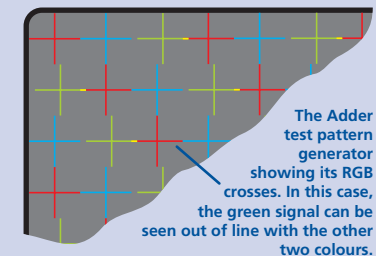 The Adder
test pattern
generator
showing its RGB
crosses. In this case,
the green signal can be
seen out of line with the other
two colours.